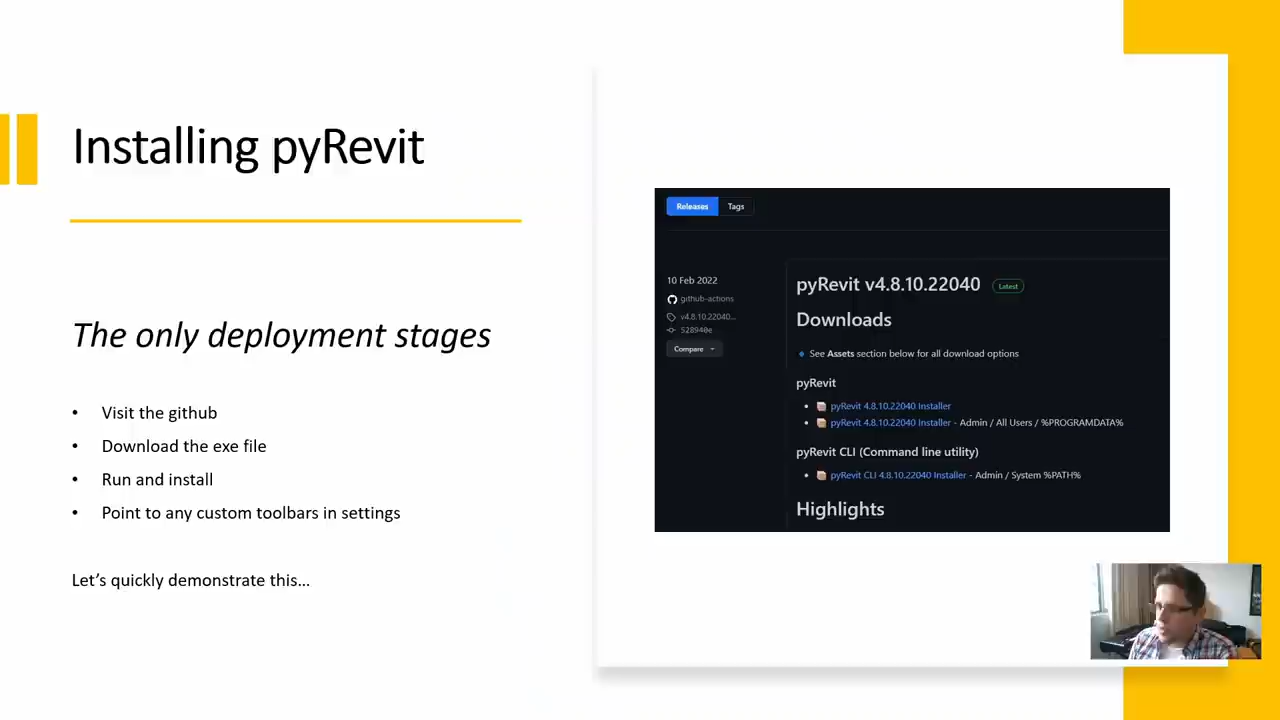 Installing pyRevit
The only deployment stages
• Visit the github
• Download the exe file
• Run and install
• Point to any custom toolbars in settings
Let's quickly demonstrate this...
Releases Tags
10 Feb 2022
github-actions
v4.8.10.22040...
528940e
Compare
pyRevit v4.8.10.22040 Latest
Downloads
See Assets section below for all download options
pyRevit
• pyRevit 4.8.10.22040 Installer
• pyRevit 4.8.10.22040 Installer - Admin / All Users / %PROGRAMDATA%
pyRevit CLI (Command line utility)
• pyRevit CLI 4.8.10.22040 Installer - Admin / System %PATH%
Highlights